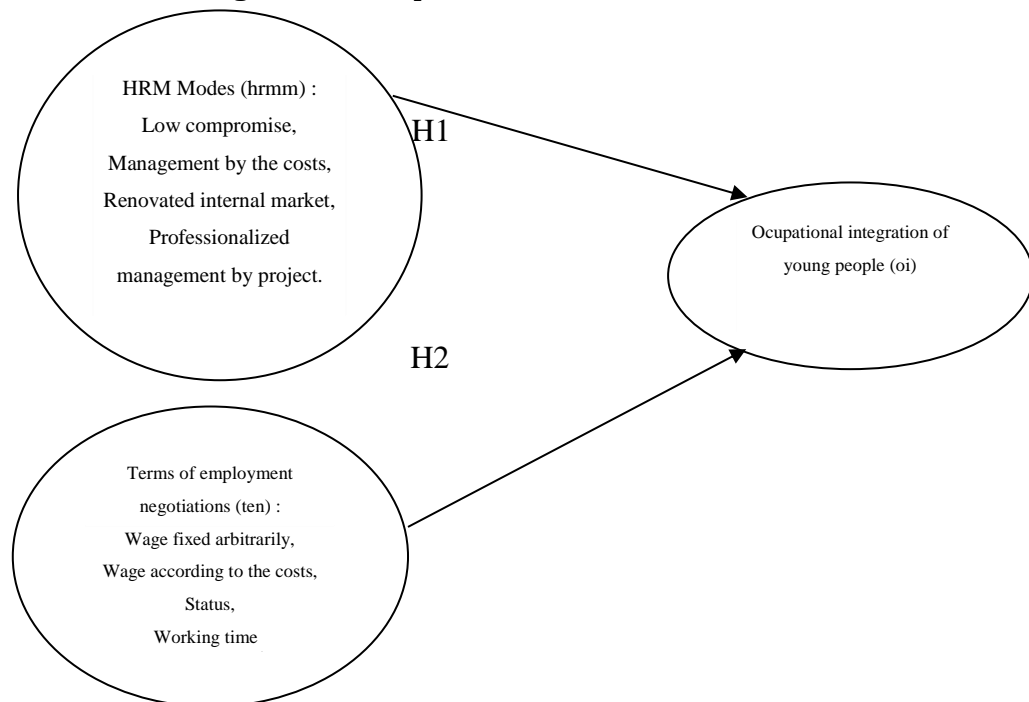 HRM Modes (hrmm) :
Low compromise,
Management by the costs,
Renovated internal market,
Professionalized
management by project.
H1
Ocupational integration of
young people (oi)
H2
Terms of employment
negotiations (ten) :
Wage fixed arbitrarily,
Wage according to the costs,
Status,
Working time